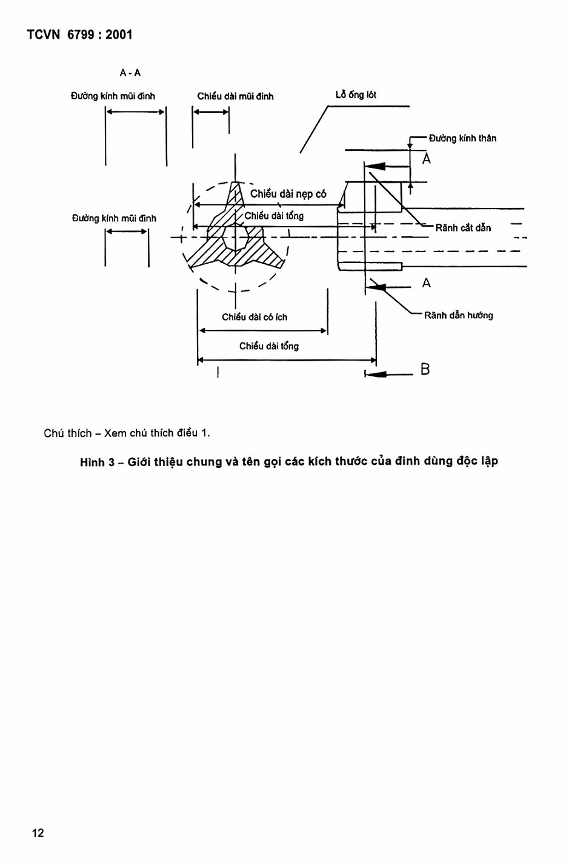 TCVN 6799 : 2001
A - A
Đường kính mũi đinh
Chiều dài mũi đinh
Lỗ ống lót
Đường kính thân
A
Chiều dài nẹp có
Đường kính mũi đinh
Chiều dài tổng
Rãnh cắt dẫn
A
Chiều dài có ích
Rãnh dẫn hướng
Chiều dài tổng
B
Chú thích – Xem chú thích điều 1.
Hình 3 – Giới thiệu chung và tên gọi các kích thước của đinh dùng độc lập
12